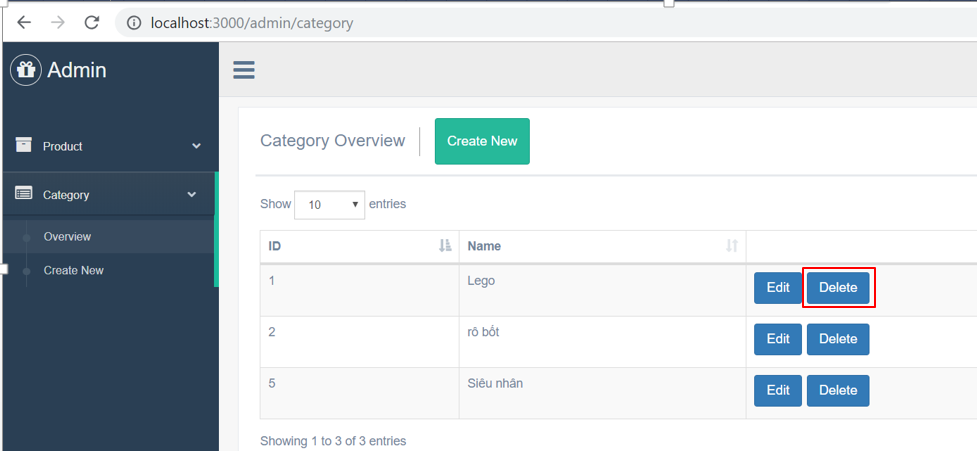 localhost:3000/admin/category
Admin
Product
Category
Overview
Create New
Category Overview
Create New
Show 10 entries
ID Name
1 Lego Edit Delete
2 rô bốt Edit Delete
5 Siêu nhân Edit Delete
Showing 1 to 3 of 3 entries